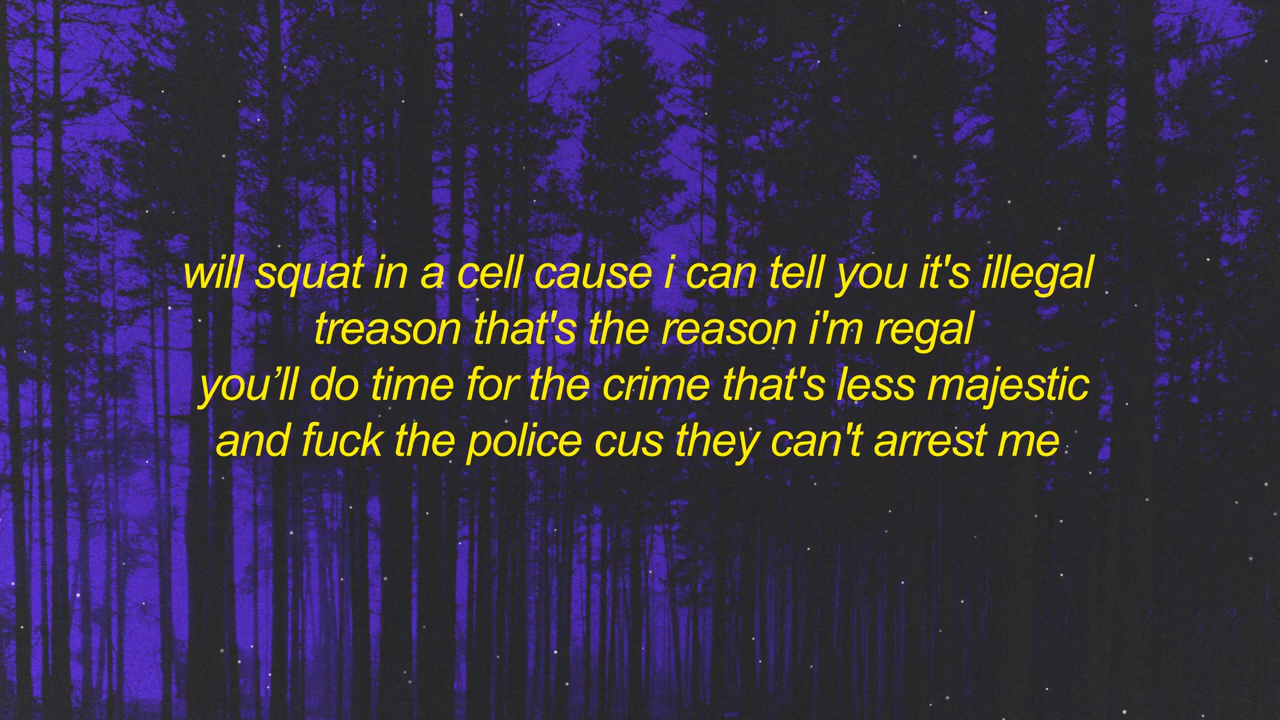 will squat in a cell cause i can tell you it's illegal
treason that's the reason i'm regal
you’ll do time for the crime that's less majestic
and fuck the police cus they can't arrest me